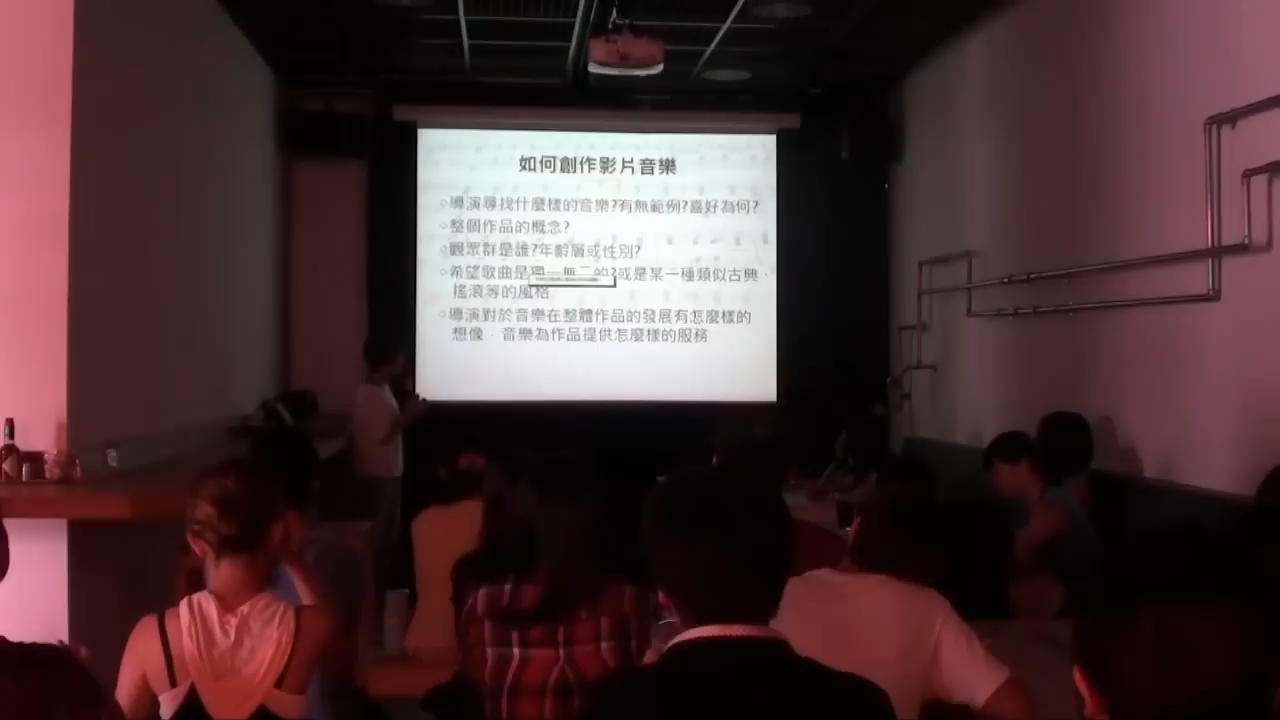 如何創作影片音樂
導演尋找什麼樣的音樂?有無範例?喜好為何?
整個作品的概念?
觀眾群是誰?年齡層或性別?
希望歌曲是獨一無二的?或是某一種類似古典、
搖滾等的風格
導演對於音樂在整體作品的發展有怎麼樣的
想像，音樂為作品提供怎麼樣的服務